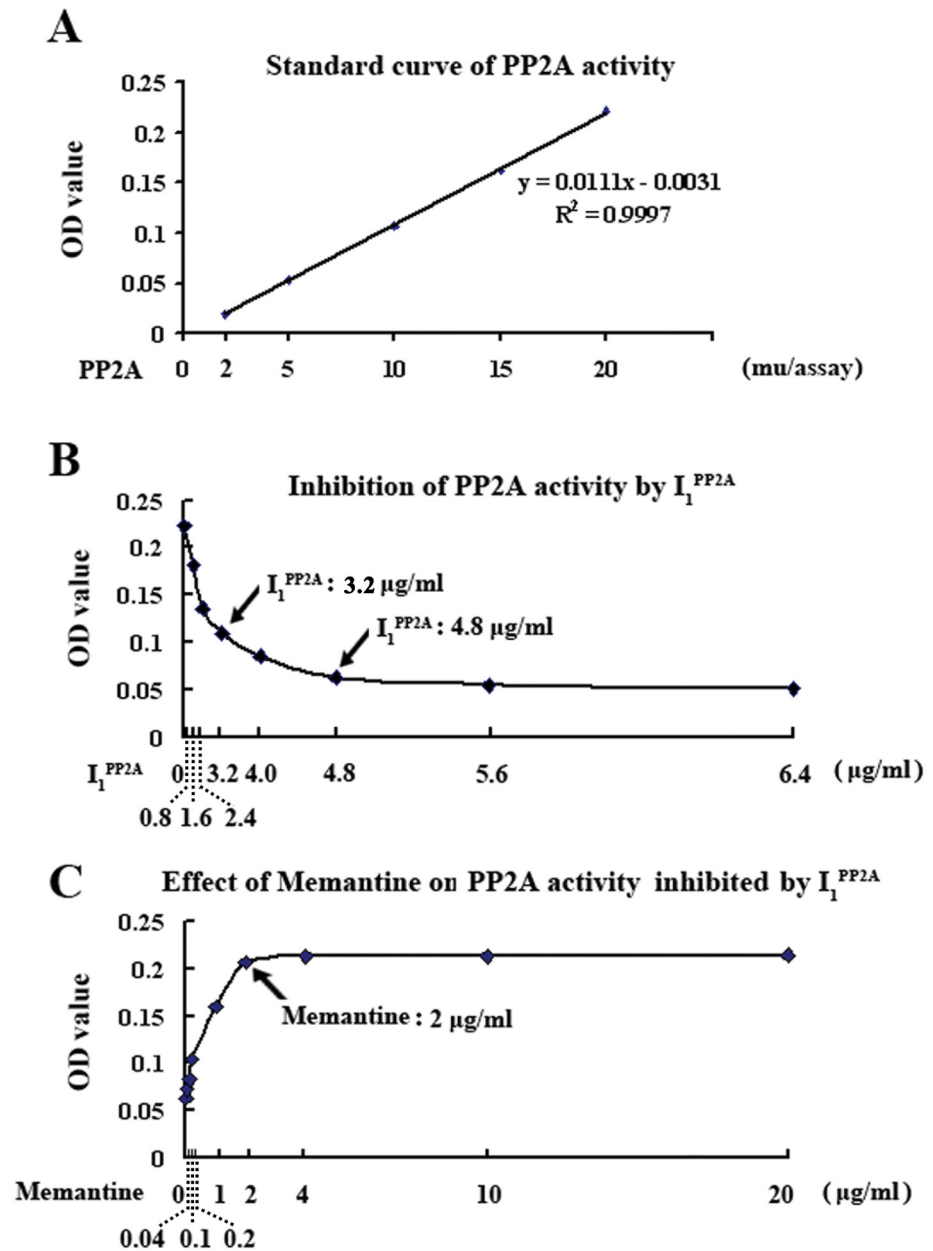 A
Standard curve of PP2A activity
0.25
0.2
0.15
0.1
0.05
0
OD value
y = 0.0111x - 0.0031
R² = 0.9997
PP2A 0 2 5 10 15 20 (mu/assay)
B
Inhibition of PP2A activity by I₁ᴾᴾ²ᴬ
0.25
0.2
0.15
0.1
0.05
0
OD value
I₁ᴾᴾ²ᴬ : 3.2 µg/ml
I₁ᴾᴾ²ᴬ : 4.8 µg/ml
I₁ᴾᴾ²ᴬ 0 3.2 4.0 4.8 5.6 6.4 (µg/ml)
0.8 1.6 2.4
C
Effect of Memantine on PP2A activity inhibited by I₁ᴾᴾ²ᴬ
0.25
0.2
0.15
0.1
0.05
0
OD value
Memantine : 2 µg/ml
Memantine 0 1 2 4 10 20 (µg/ml)
0.04 0.1 0.2